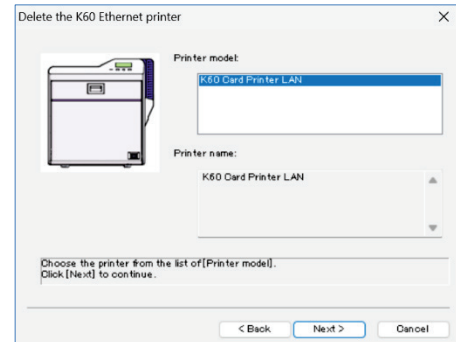 Delete the K60 Ethernet printer
Printer model:
K60 Card Printer LAN
Printer name:
K60 Card Printer LAN
Choose the printer from the list of[Printer model].
Click [Next] to continue.
< Back
Next >
Cancel